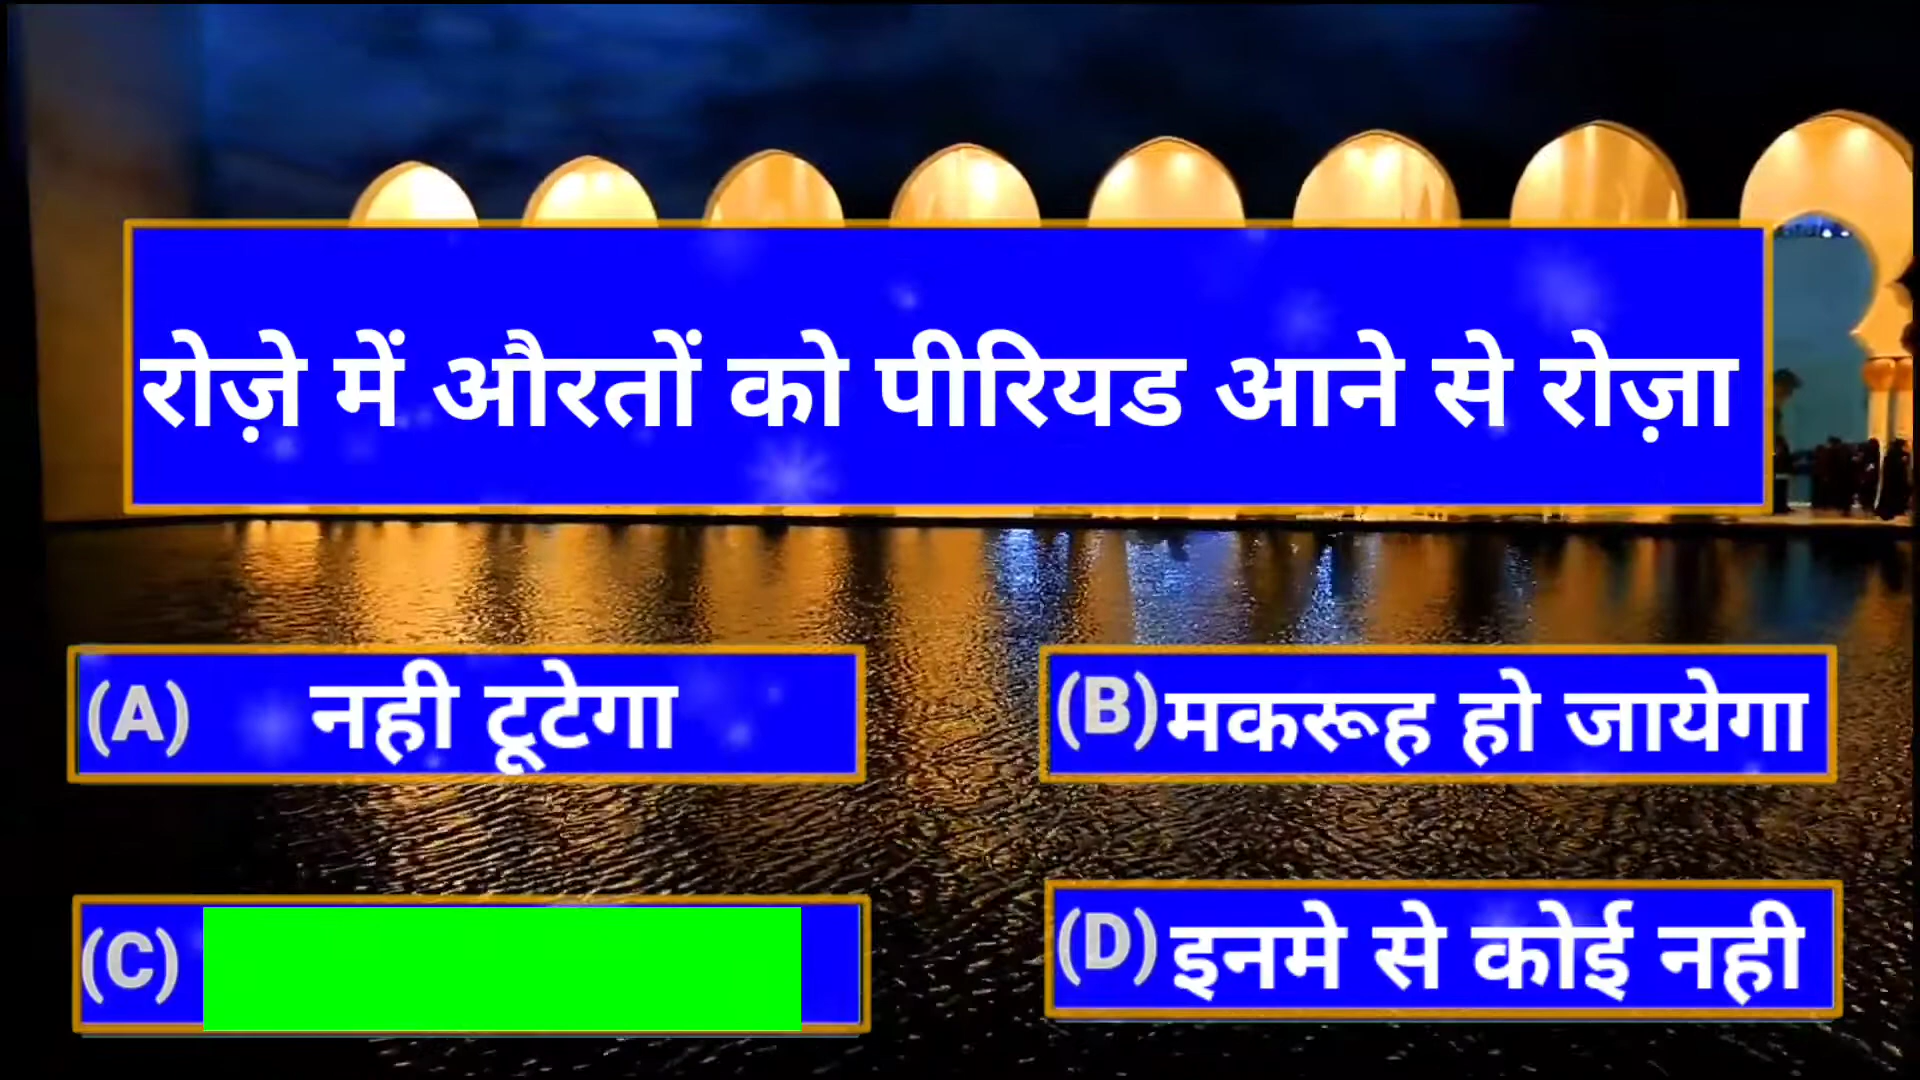 रोज़े में औरतों को पीरियड आने से रोज़ा
(A) नही टूटेगा
(B) मकरूह हो जायेगा
(C)
(D) इनमे से कोई नही